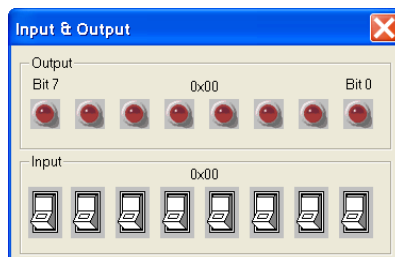 Input & Output
Output
Bit 7 0x00 Bit 0
Input
0x00